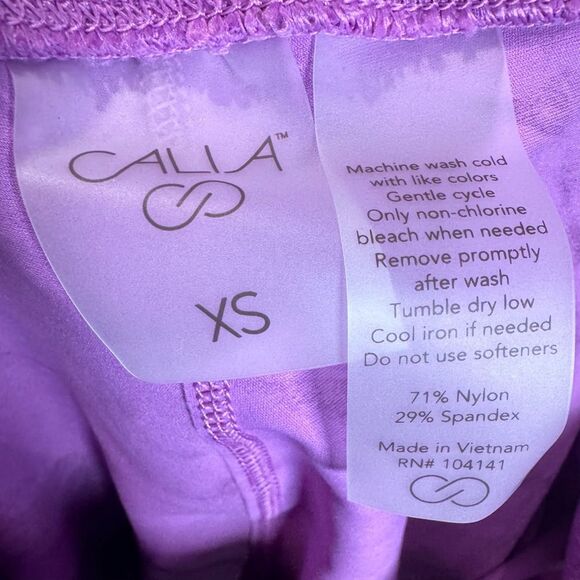 CALIA™
XS
Machine wash cold
with like colors
Gentle cycle
Only non-chlorine
bleach when needed
Remove promptly
after wash
Tumble dry low
Cool iron if needed
Do not use softeners
71% Nylon
29% Spandex
Made in Vietnam
RN# 104141